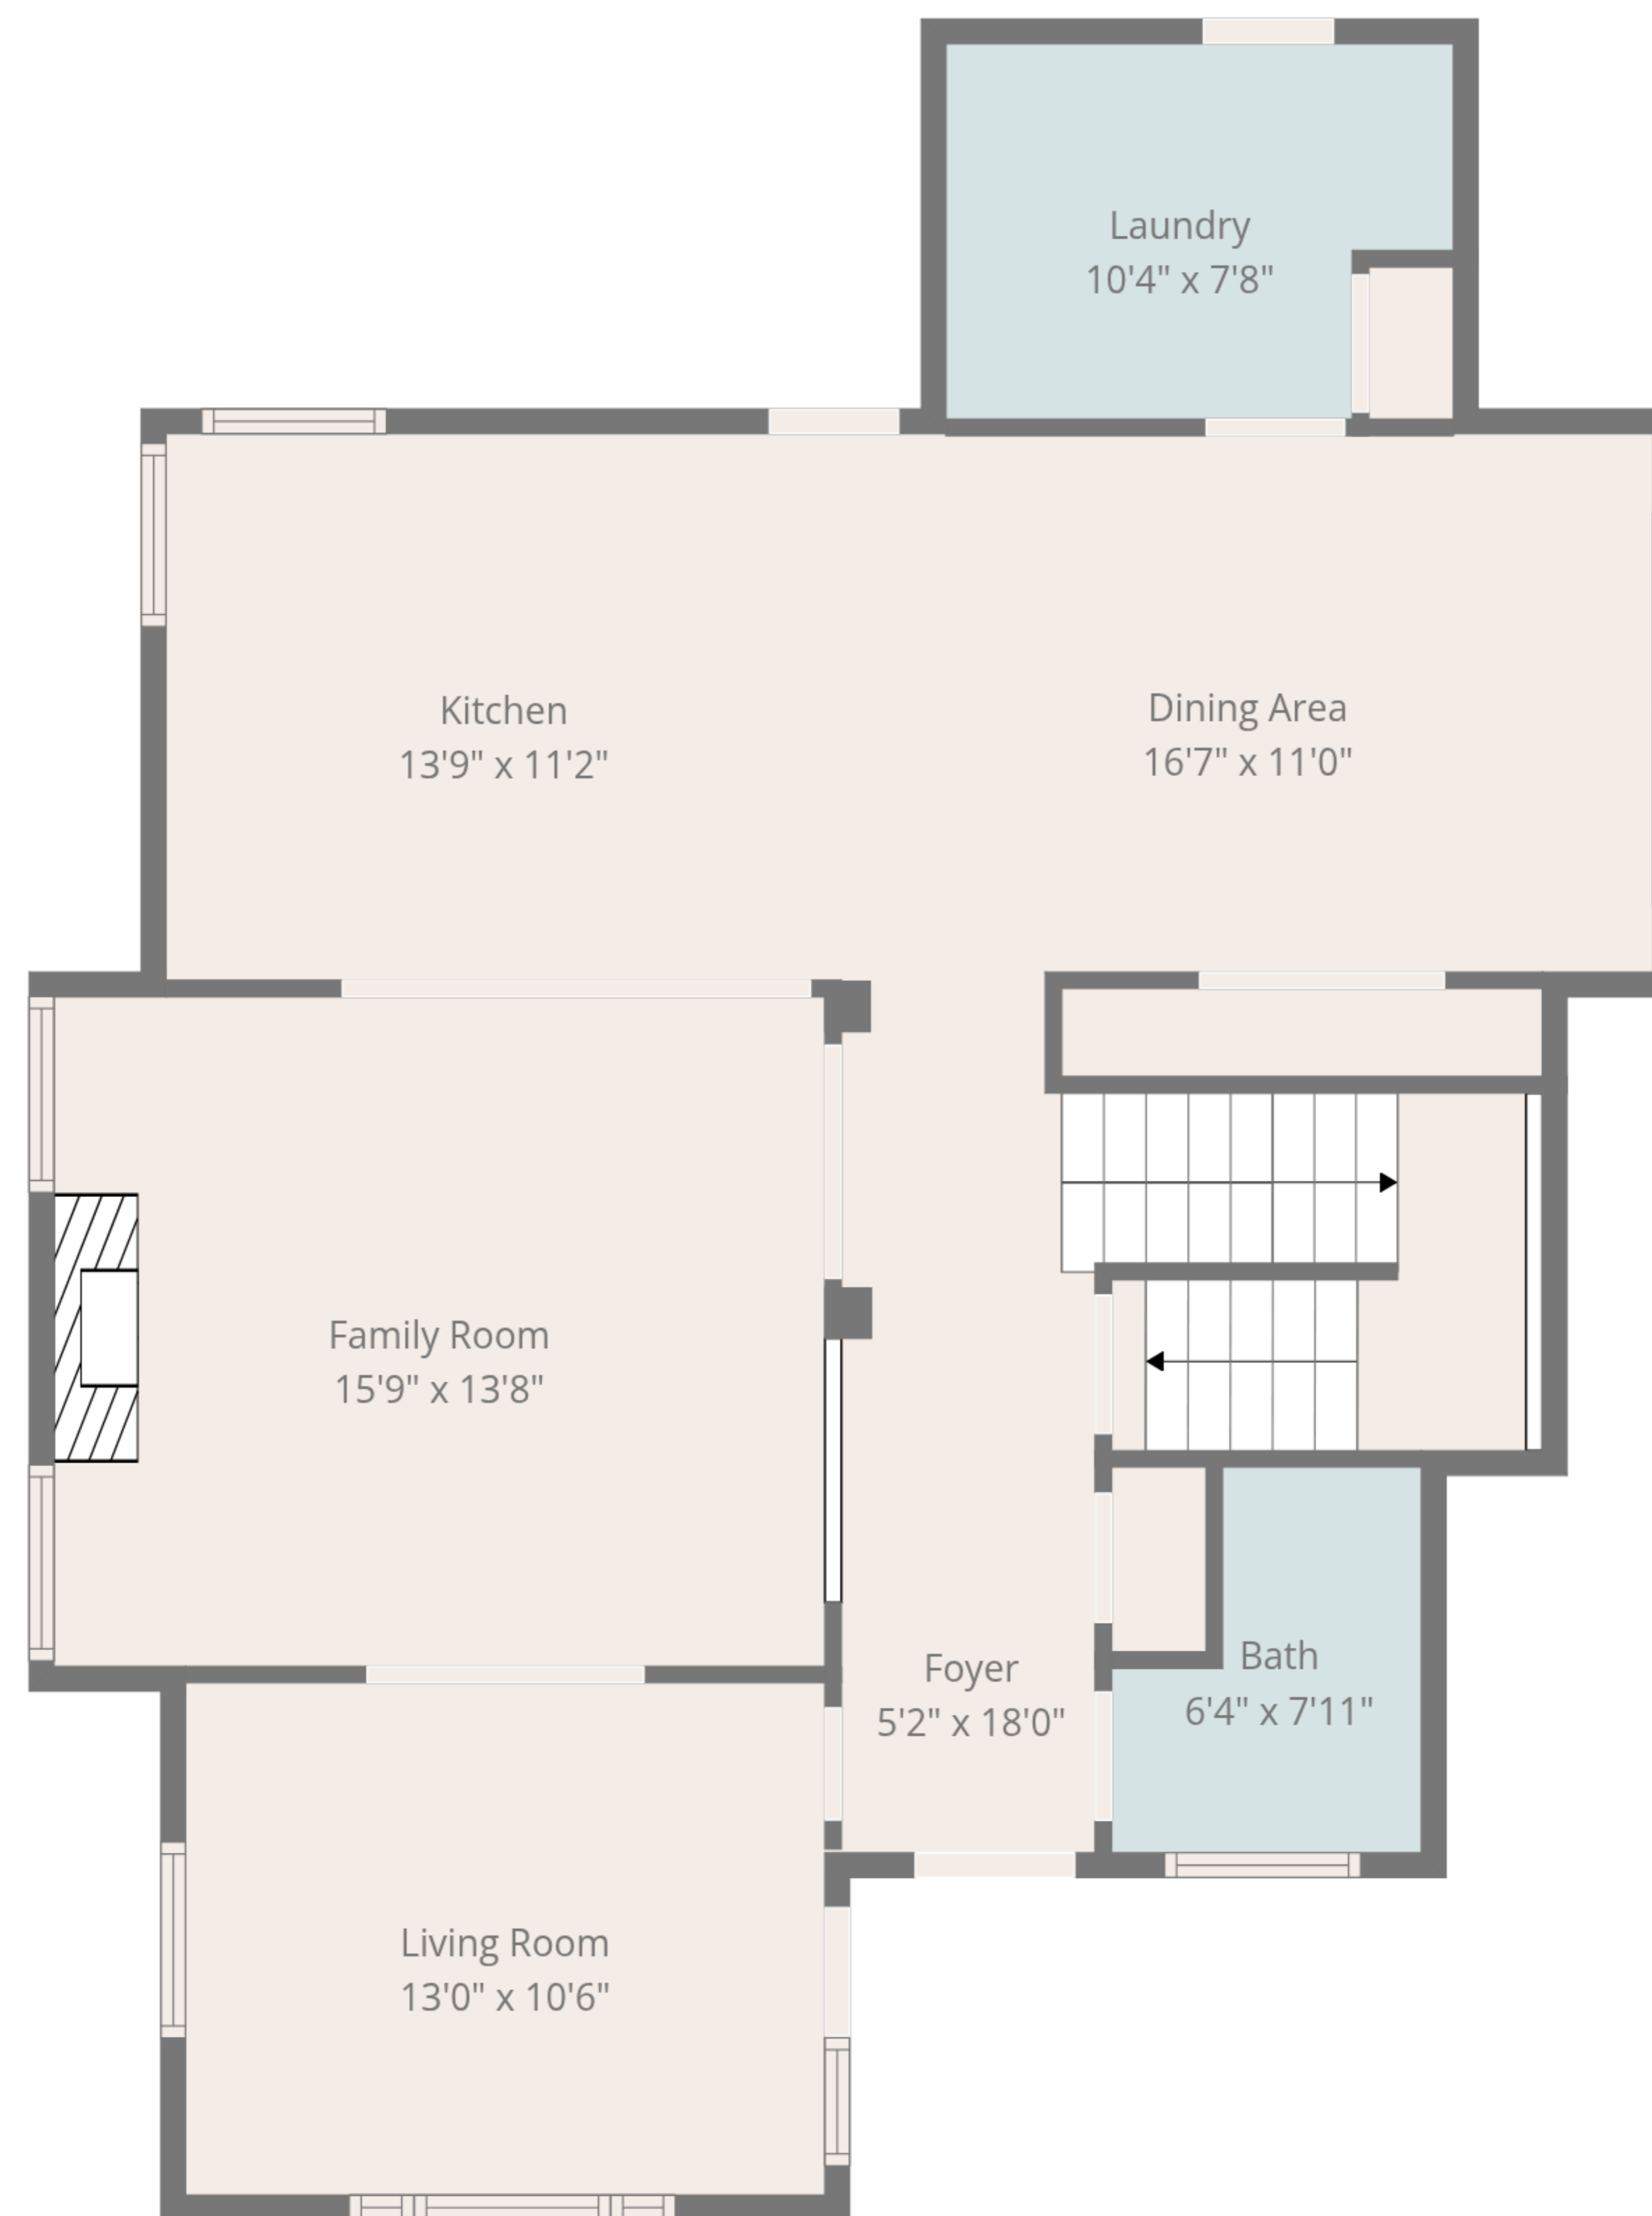 Laundry
10'4" x 7'8"
Kitchen
13'9" x 11'2"
Dining Area
16'7" x 11'0"
Family Room
15'9" x 13'8"
Foyer
5'2" x 18'0"
Bath
6'4" x 7'11"
Living Room
13'0" x 10'6"